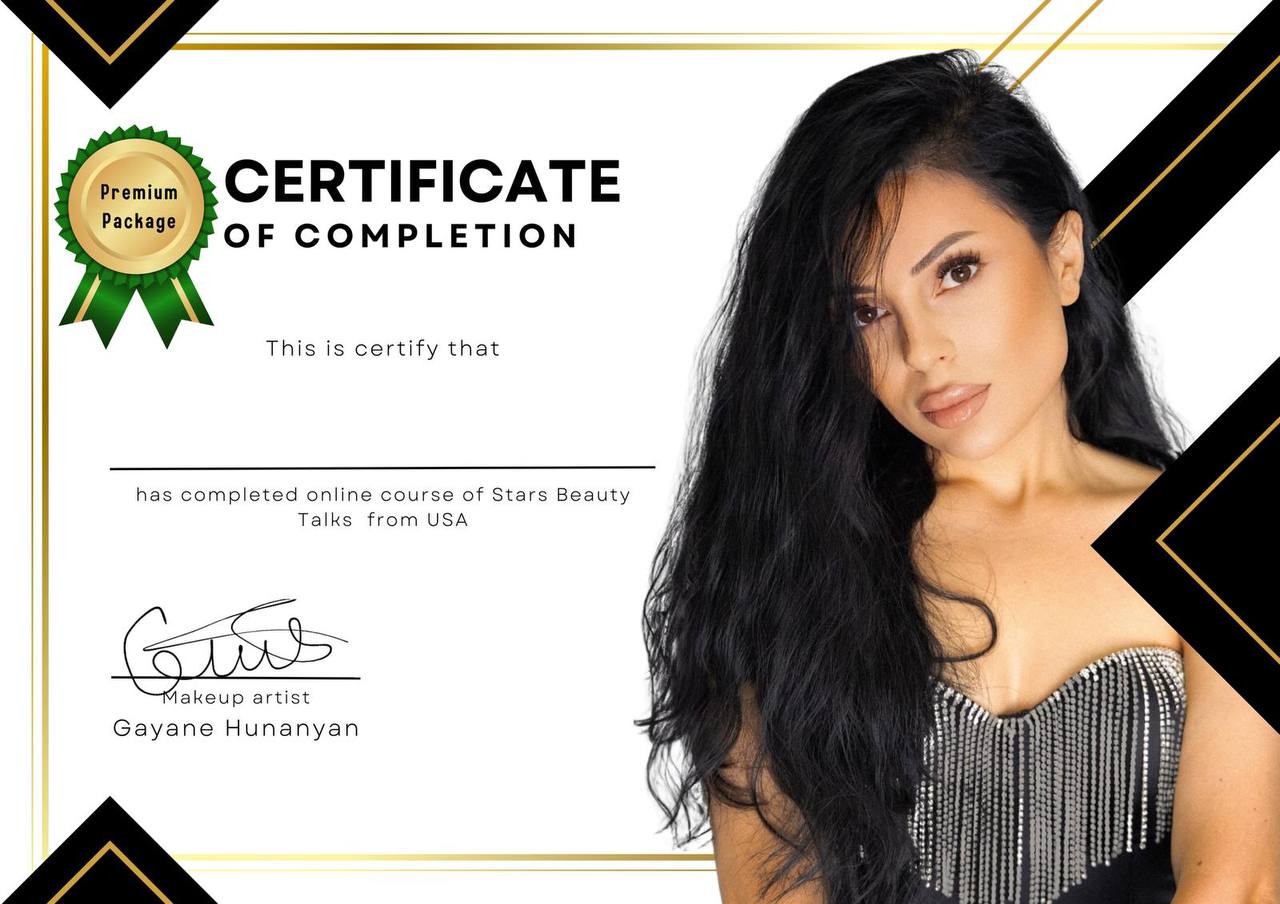 Premium
Package
CERTIFICATE
OF COMPLETION
This is certify that
has completed online course of Stars Beauty
Talks from USA
Makeup artist
Gayane Hunanyan